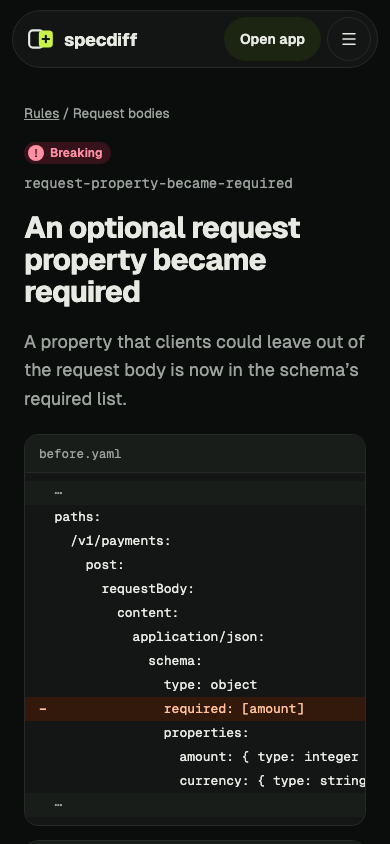 specdiff
Open app
Rules / Request bodies
! Breaking
request-property-became-required
An optional request
property became
required
A property that clients could leave out of
the request body is now in the schema’s
required list.
before.yaml
…
paths:
/v1/payments:
post:
requestBody:
content:
application/json:
schema:
type: object
− required: [amount]
properties:
amount: { type: integer
currency: { type: string
…